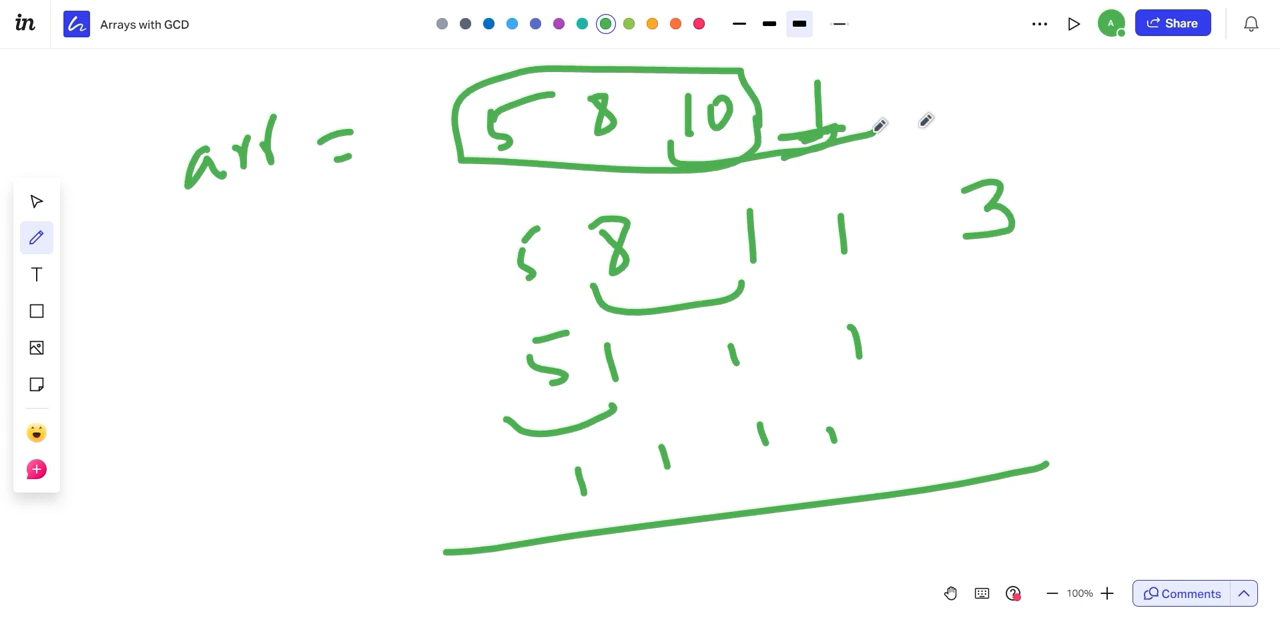 in Arrays with GCD A Share
arr = 5 8 10 1
5 8 1 1 3
5 1 1 1
1 1 1 1
T
100% Comments